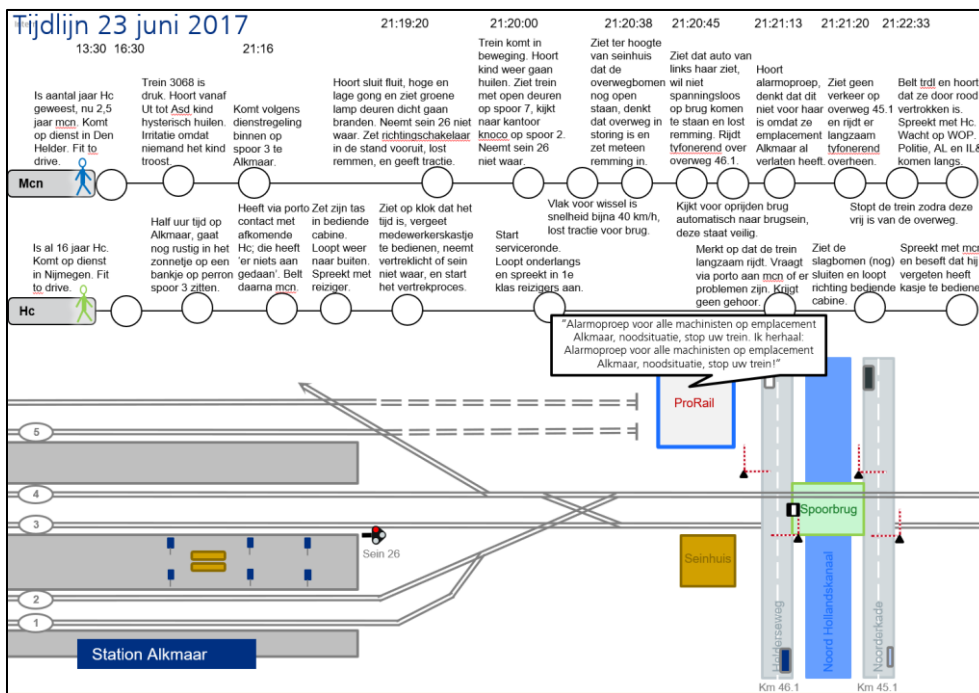 Tijdlijn 23 juni 2017
13:30 16:30
21:16
21:19:20
21:20:00
21:20:38
21:20:45
21:21:13
21:21:20
21:22:33
Is aantal jaar Hc
geweest, nu 2,5
jaar mcn. Komt
op dienst in Den
Helder. Fit to
drive.
Trein 3068 is
druk. Hoort vanaf
Ut tot Asd kind
hysterisch huilen.
Irritatie omdat
niemand het kind
troost.
Komt volgens
dienstregeling
binnen op
spoor 3 te
Alkmaar.
Hoort sluit fluit, hoge en
lage gong en ziet groene
lamp deuren dicht gaan
branden. Neemt sein 26 niet
waar. Zet richtingschakelaar
in de stand vooruit, lost
remmen, en geeft tractie.
Trein komt in
beweging. Hoort
kind weer gaan
huilen. Ziet trein
met open deuren
op spoor 7, kijkt
naar kantoor
knoco op spoor 2.
Neemt sein 26
niet waar.
Ziet ter hoogte
van seinhuis
dat de
overwegbomen
nog open
staan, denkt
dat overweg in
storing is en
zet meteen
remming in.
Ziet dat auto van
links haar ziet,
wil niet
spanningsloos
op brug komen
te staan en lost
remming. Rijdt
tyfonerend over
overweg 46.1.
Hoort
alarmoproep,
denkt dat dit
niet voor haar
is omdat ze
emplacement
Alkmaar al
verlaten heeft.
Ziet geen
verkeer op
overweg 45.1
en rijdt er
langzaam
tyfonerend
overheen.
Belt trdl en hoort
dat ze door rood
vertrokken is.
Spreekt met Hc.
Wacht op WOP.
Politie, AL en IL&
komen langs.
Mcn
Vlak voor wissel is
snelheid bijna 40 km/h,
lost tractie voor brug.
Kijkt voor oprijden brug
automatisch naar brugsein,
deze staat veilig.
Stopt de trein zodra deze
vrij is van de overweg.
Is al 16 jaar Hc.
Komt op dienst
in Nijmegen. Fit
to drive.
Half uur tijd op
Alkmaar, gaat
nog rustig in het
zonnetje op een
bankje op perron
spoor 3 zitten.
Heeft via porto
contact met
afkomende
Hc; die heeft
'er niets aan
gedaan'. Belt
daarna mcn.
Zet zijn tas
in bediende
cabine.
Loopt weer
naar buiten.
Spreekt met
reiziger.
Ziet op klok dat het
tijd is, vergeet
medewerkerskastje
te bedienen, neemt
vertreklicht of sein
niet waar, en start
het vertrekproces.
Start
serviceronde.
Loopt onderlangs
en spreekt in 1e
klas reizigers aan.
Merkt op dat de trein
langzaam rijdt. Vraagt
via porto aan mcn of er
problemen zijn. Krijgt
geen gehoor.
Ziet de
slagbomen (nog)
sluiten en loopt
richting bediende
cabine.
Spreekt met mcn
en beseft dat hij
vergeten heeft
kasje te bediene
Hc
"Alarmoproep voor alle machinisten op emplacement
Alkmaar, noodsituatie, stop uw trein. Ik herhaal:
Alarmoproep voor alle machinisten op emplacement
Alkmaar, noodsituatie, stop uw trein!"
ProRail
5
4
3
Sein 26
Spoorbrug
Seinhuis
2
1
Station Alkmaar
Helderseweg
Noord Hollandskanaal
Noorderkade
Km 46.1
Km 45.1